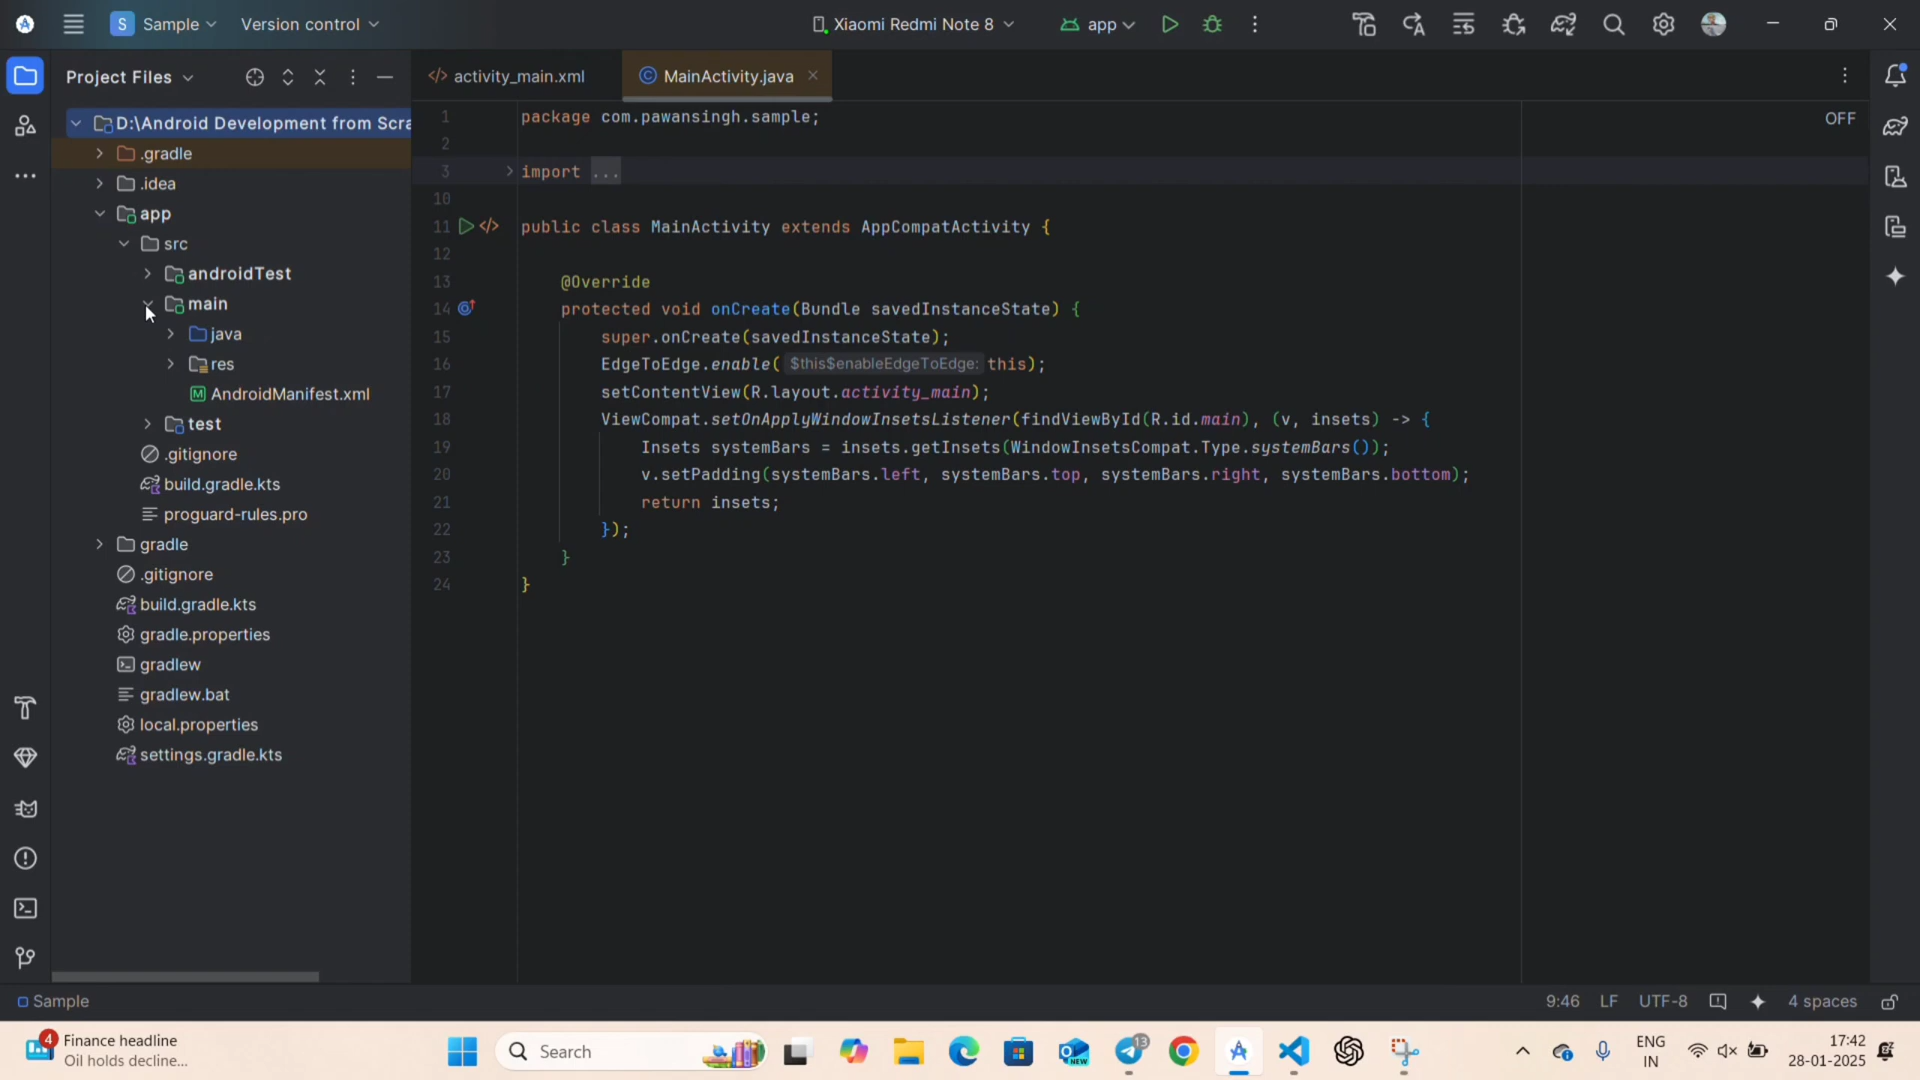 S Sample Version control Xiaomi Redmi Note 8 app
Project Files
activity_main.xml MainActivity.java
D:\Android Development from Scra
.gradle
.idea
app
src
androidTest
main
java
res
AndroidManifest.xml
test
.gitignore
build.gradle.kts
proguard-rules.pro
gradle
.gitignore
build.gradle.kts
gradle.properties
gradlew
gradlew.bat
local.properties
settings.gradle.kts
OFF
1 package com.pawansingh.sample;
2
3 import ...
10
11 public class MainActivity extends AppCompatActivity {
12
13 @Override
14 protected void onCreate(Bundle savedInstanceState) {
15 super.onCreate(savedInstanceState);
16 EdgeToEdge.enable( $this$enableEdgeToEdge: this);
17 setContentView(R.layout.activity_main);
18 ViewCompat.setOnApplyWindowInsetsListener(findViewById(R.id.main), (v, insets) -> {
19 Insets systemBars = insets.getInsets(WindowInsetsCompat.Type.systemBars());
20 v.setPadding(systemBars.left, systemBars.top, systemBars.right, systemBars.bottom);
21 return insets;
22 });
23 }
24 }
Sample 9:46 LF UTF-8 4 spaces
4 Finance headline
Oil holds decline...
Search
NEW
13
ENG
IN
17:42
28-01-2025